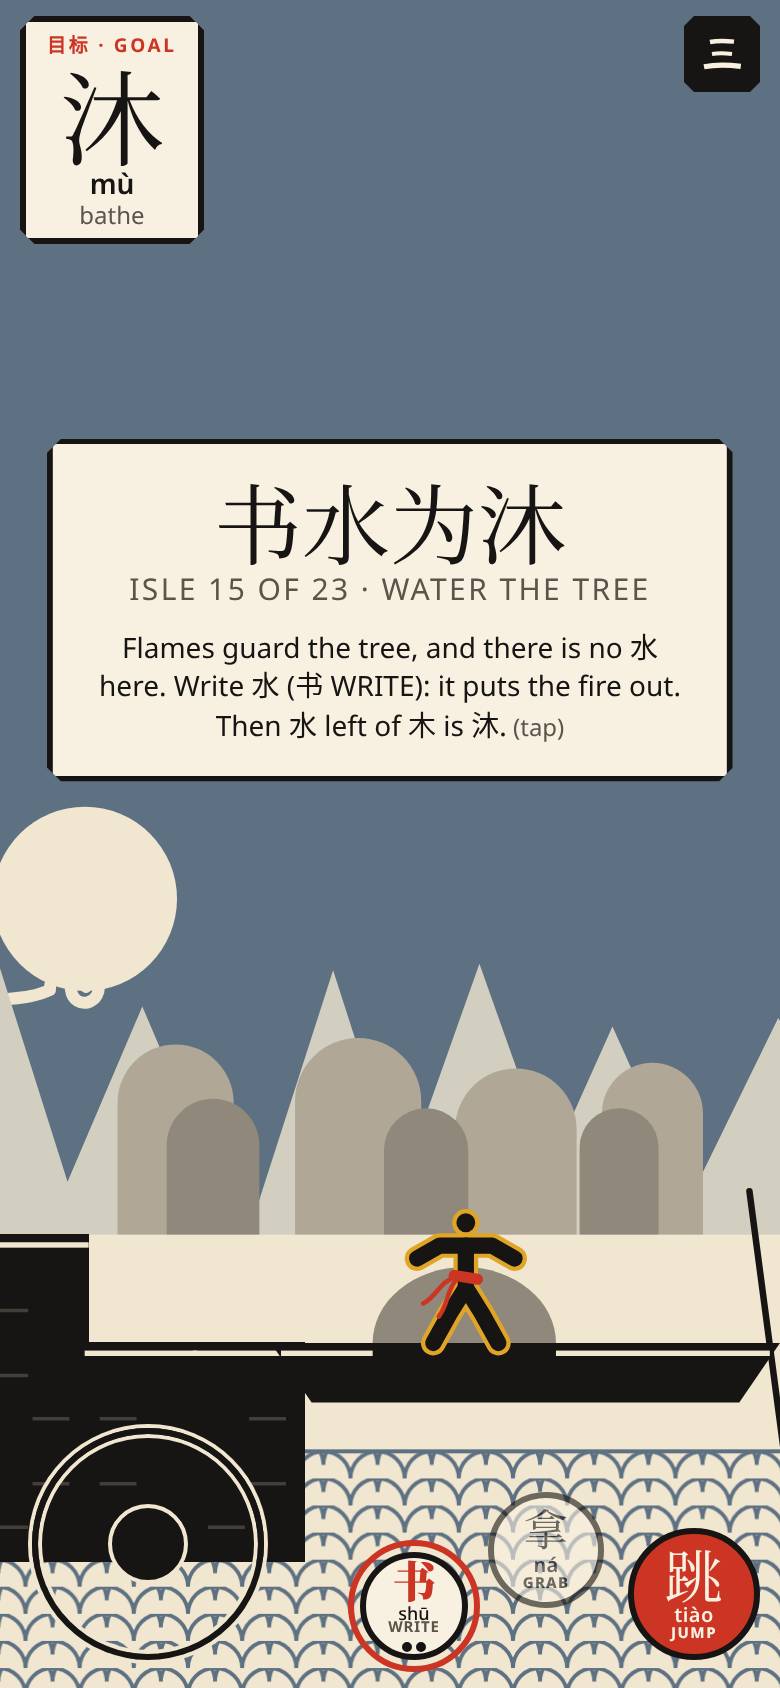 目标 · GOAL
沐
mù
bathe
三
书水为沐
ISLE 15 OF 23 · WATER THE TREE
Flames guard the tree, and there is no 水
here. Write 水 (书 WRITE): it puts the fire out.
Then 水 left of 木 is 沐. (tap)
书
shū
WRITE
拿
ná
GRAB
跳
tiào
JUMP